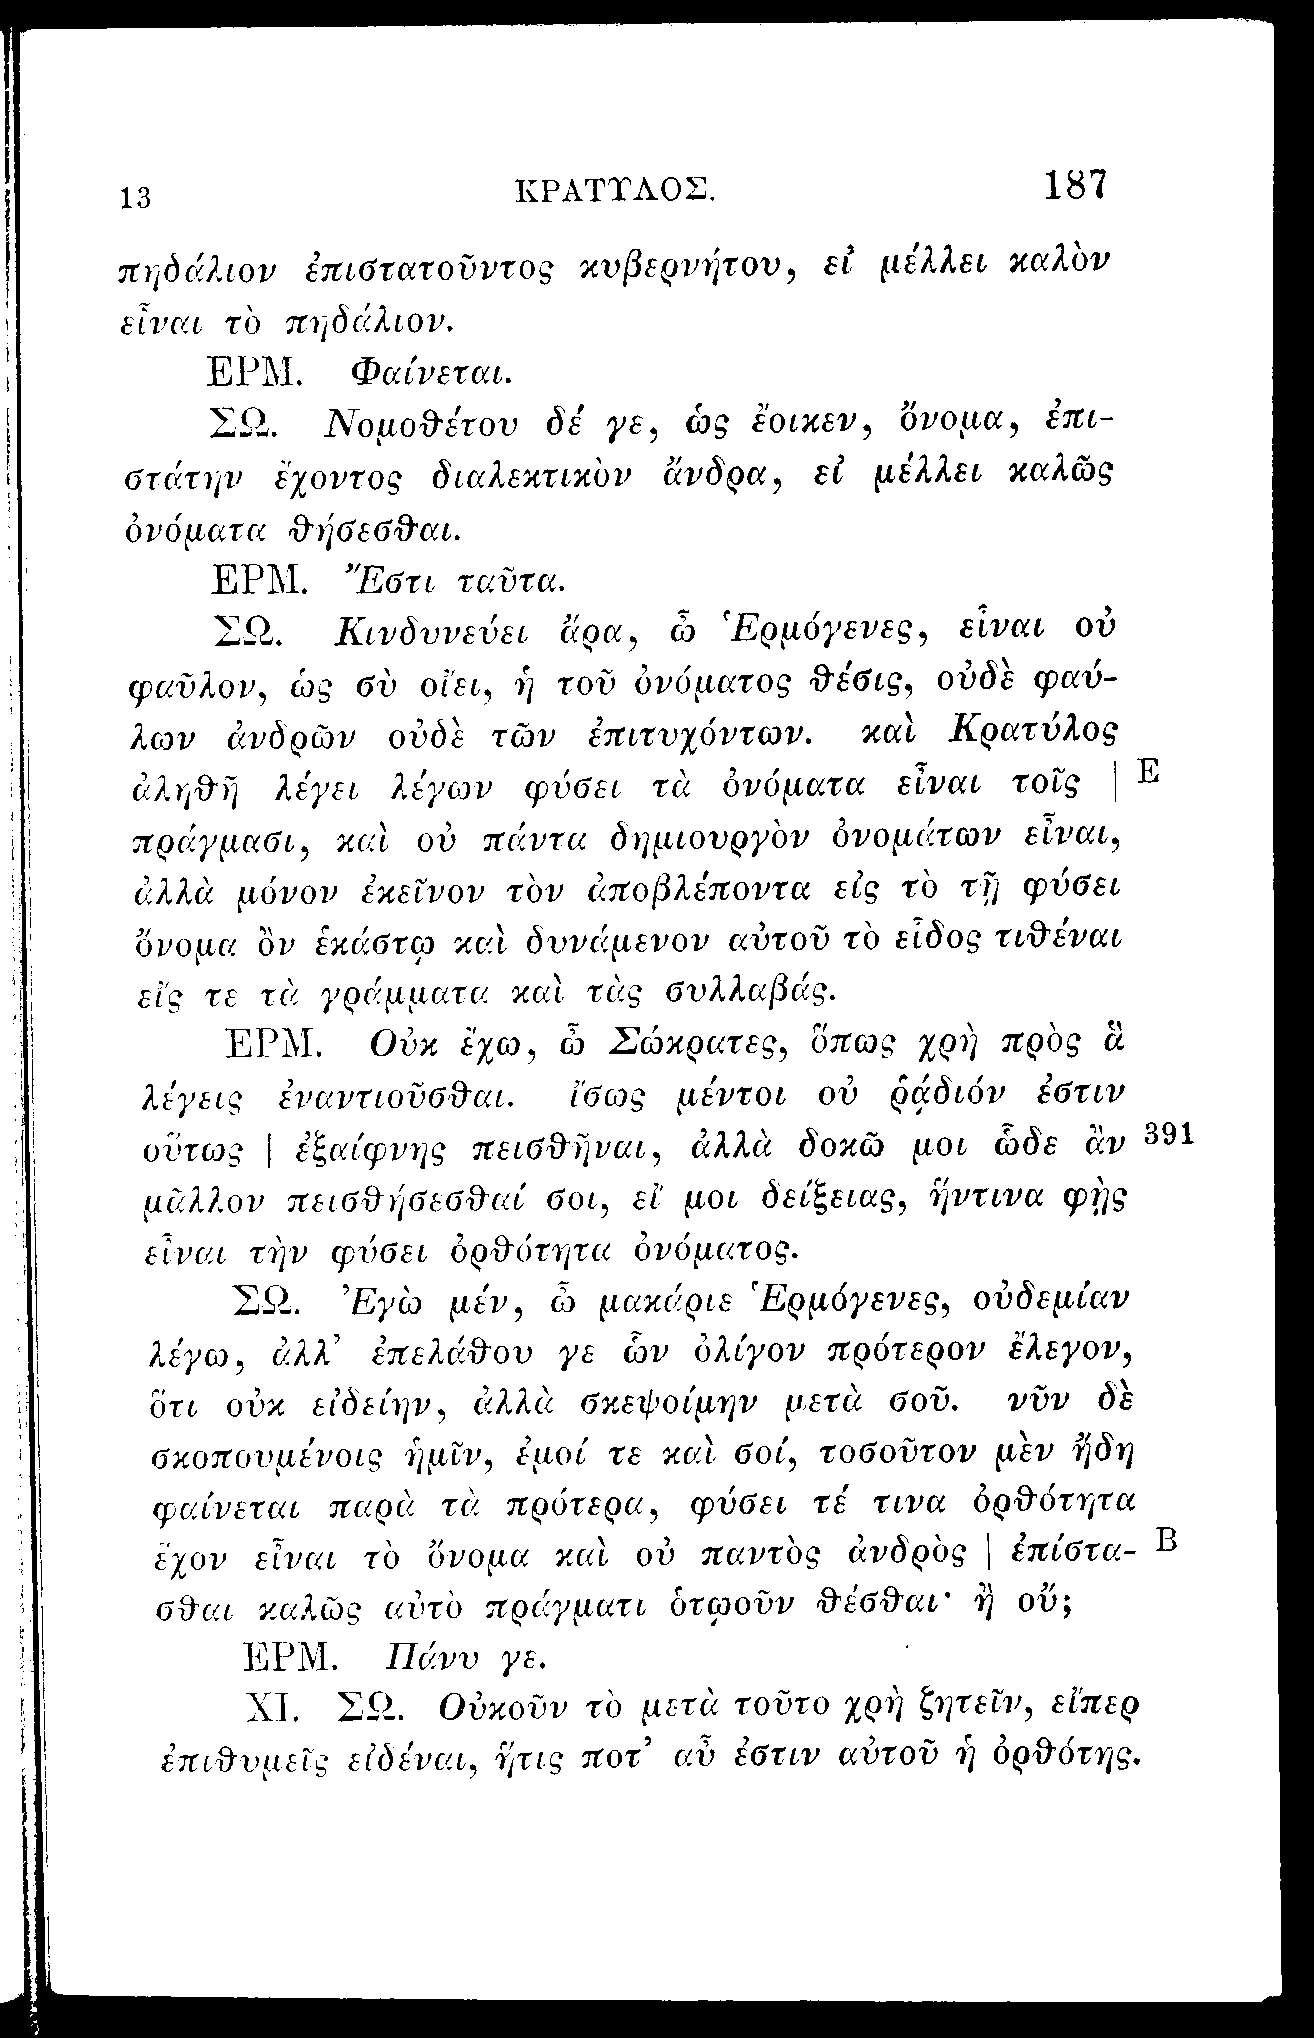 13 ΚΡΑΤΥΛΟΣ. 187
πηδάλιον ἐπιστατοῦντος κυβερνήτου, εἰ μέλλει καλὸν
εἶναι τὸ πηδάλιον.
ΕΡΜ. Φαίνεται.
ΣΩ. Νομοθέτου δέ γε, ὡς ἔοικεν, ὄνομα, ἐπι-
στάτην ἔχοντος διαλεκτικὸν ἄνδρα, εἰ μέλλει καλῶς
ὀνόματα θήσεσθαι.
ΕΡΜ. Ἔστι ταῦτα.
ΣΩ. Κινδυνεύει ἄρα, ὦ Ἑρμόγενες, εἶναι οὐ
φαῦλον, ὡς σὺ οἴει, ἡ τοῦ ὀνόματος θέσις, οὐδὲ φαύ-
λων ἀνδρῶν οὐδὲ τῶν ἐπιτυχόντων. καὶ Κρατύλος
ἀληθῆ λέγει λέγων φύσει τὰ ὀνόματα εἶναι τοῖς | E
πράγμασι, καὶ οὐ πάντα δημιουργὸν ὀνομάτων εἶναι,
ἀλλὰ μόνον ἐκεῖνον τὸν ἀποβλέποντα εἰς τὸ τῇ φύσει
ὄνομα ὂν ἑκάστῳ καὶ δυνάμενον αὐτοῦ τὸ εἶδος τιθέναι
εἴς τε τὰ γράμματα καὶ τὰς συλλαβάς.
ΕΡΜ. Οὐκ ἔχω, ὦ Σώκρατες, ὅπως χρὴ πρὸς ἃ
λέγεις ἐναντιοῦσθαι. ἴσως μέντοι οὐ ῥᾴδιόν ἐστιν
οὕτως | ἐξαίφνης πεισθῆναι, ἀλλὰ δοκῶ μοι ὧδε ἂν 391
μᾶλλον πεισθήσεσθαί σοι, εἴ μοι δείξειας, ἥντινα φῂς
εἶναι τὴν φύσει ὀρθότητα ὀνόματος.
ΣΩ. Ἐγὼ μέν, ὦ μακάριε Ἑρμόγενες, οὐδεμίαν
λέγω, ἀλλ’ ἐπελάθου γε ὧν ὀλίγον πρότερον ἔλεγον,
ὅτι οὐκ εἰδείην, ἀλλὰ σκεψοίμην μετὰ σοῦ. νῦν δὲ
σκοπουμένοις ἡμῖν, ἐμοί τε καὶ σοί, τοσοῦτον μὲν ἤδη
φαίνεται παρὰ τὰ πρότερα, φύσει τέ τινα ὀρθότητα
ἔχον εἶναι τὸ ὄνομα καὶ οὐ παντὸς ἀνδρὸς | ἐπίστα- B
σθαι καλῶς αὐτὸ πράγματι ὁτῳοῦν θέσθαι· ἢ οὔ;
ΕΡΜ. Πάνυ γε.
XI. ΣΩ. Οὐκοῦν τὸ μετὰ τοῦτο χρὴ ζητεῖν, εἴπερ
ἐπιθυμεῖς εἰδέναι, ἥτις ποτ’ αὖ ἐστιν αὐτοῦ ἡ ὀρθότης.